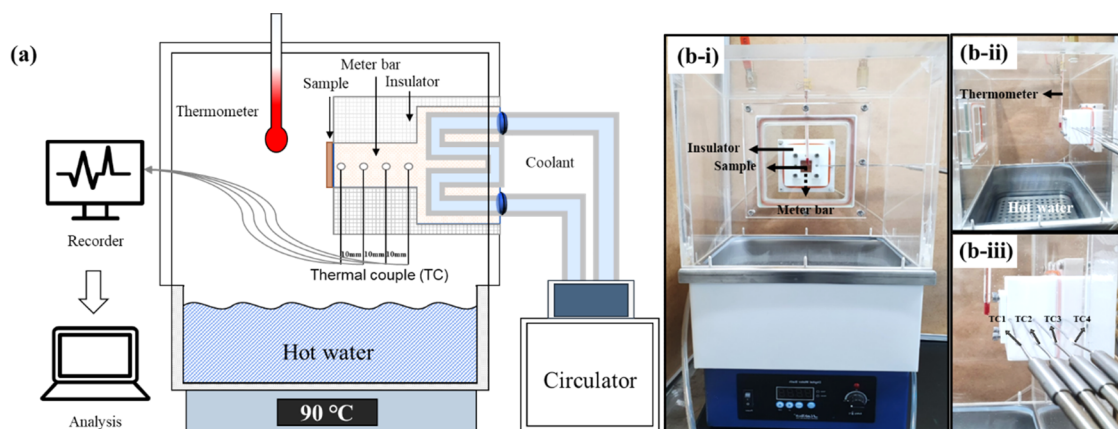 (a)
Meter bar
Sample
Insulator
Thermometer
Coolant
Recorder
10mm 10mm 10mm
Thermal couple (TC)
Hot water
Circulator
Analysis
90 °C
(b-i)
Insulator
Sample
Meter bar
(b-ii)
Thermometer
Hot water
(b-iii)
TC1 TC2 TC3 TC4